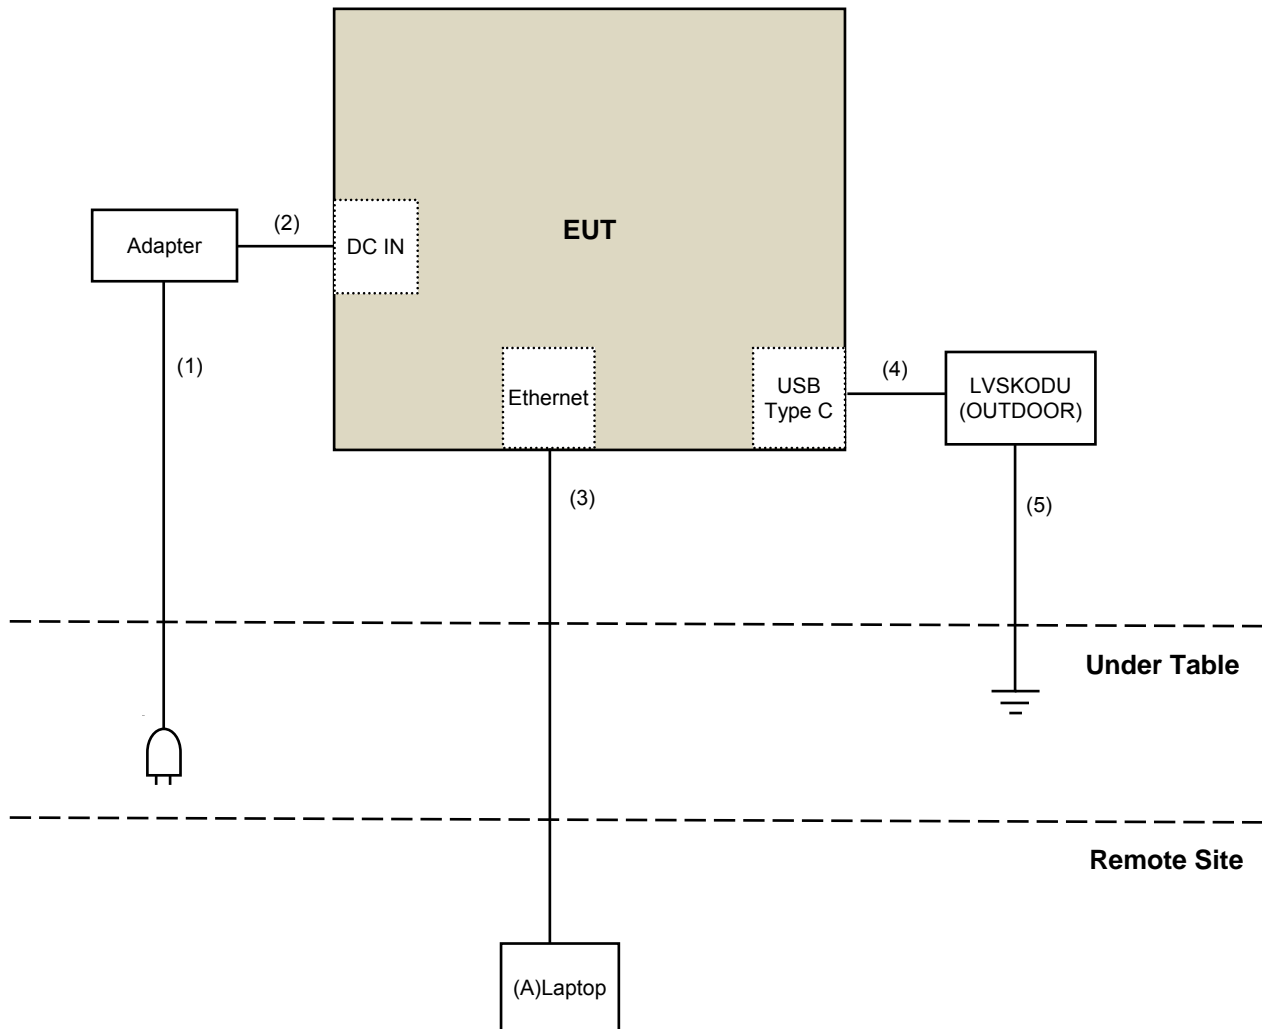 EUT
(2)
Adapter
DC IN
(1)
Ethernet
USB
Type C
(4)
LVSKODU
(OUTDOOR)
(3)
(5)
Under Table
Remote Site
(A)Laptop